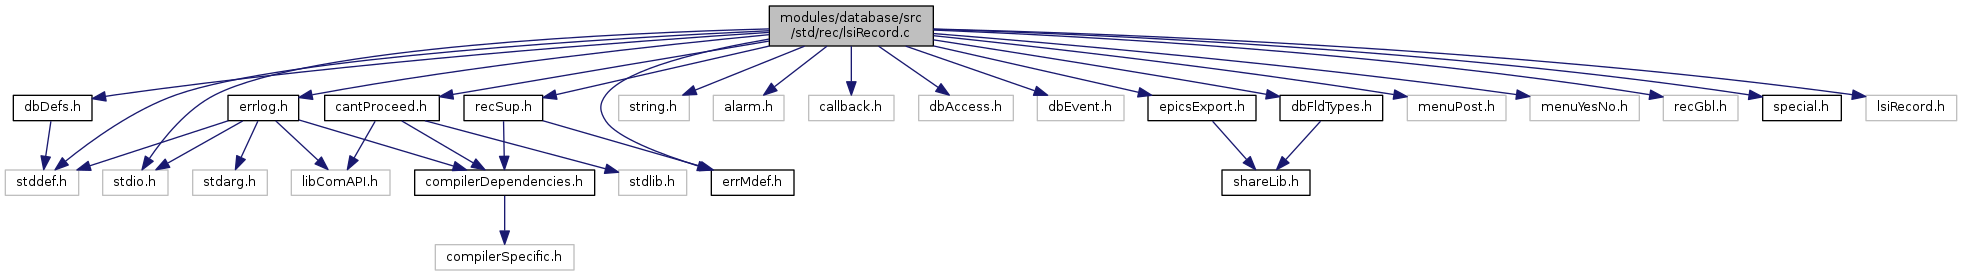 modules/database/src
/std/rec/lsiRecord.c
dbDefs.h
errlog.h
cantProceed.h
recSup.h
string.h
alarm.h
callback.h
dbAccess.h
dbEvent.h
epicsExport.h
dbFldTypes.h
menuPost.h
menuYesNo.h
recGbl.h
special.h
lsiRecord.h
stddef.h
stdio.h
stdarg.h
libComAPI.h
compilerDependencies.h
stdlib.h
errMdef.h
shareLib.h
compilerSpecific.h